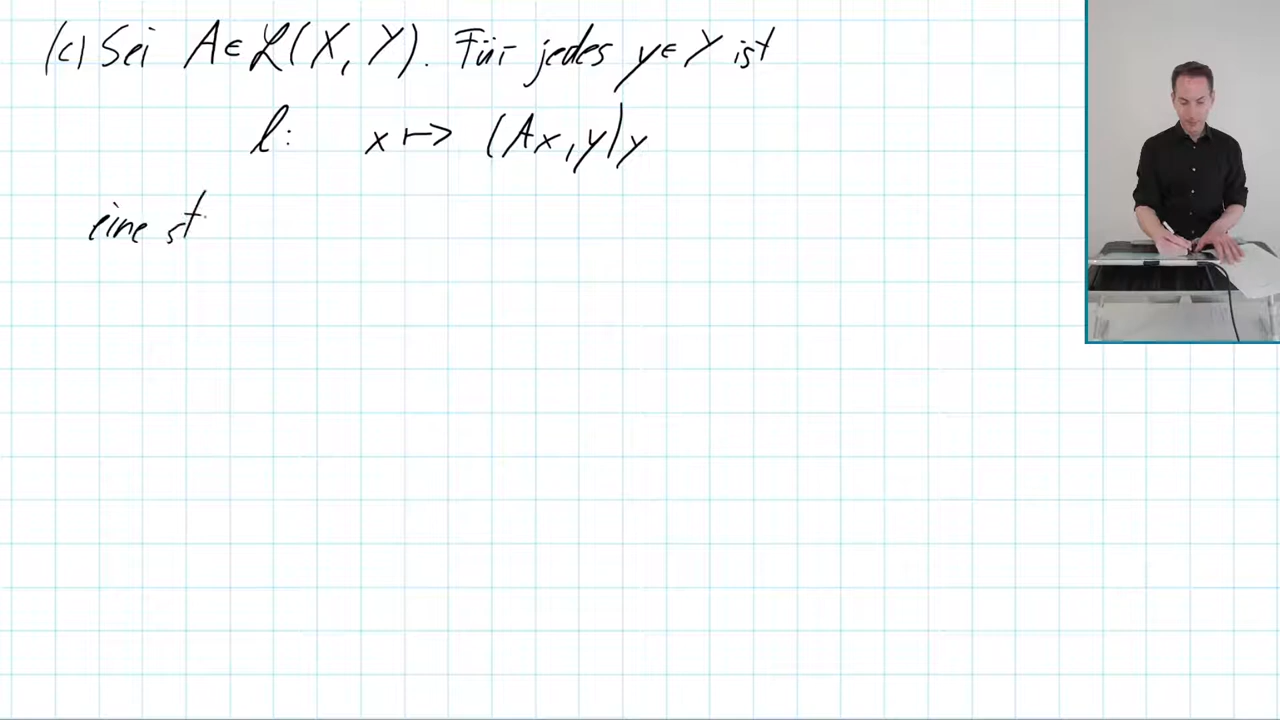 (c) Sei A ∈ ℒ(X, Y). Für jedes y ∈ Y ist
l: x ↦ (Ax, y)_Y
eine st